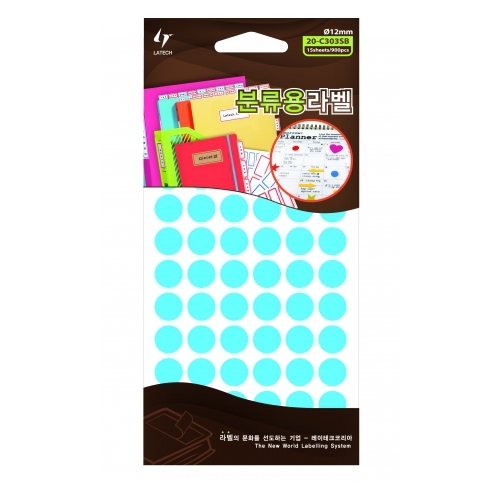 LATECH
Ø12mm
20-C303SB
15sheets/900pcs
분류용라벨
Planner
라벨의 문화를 선도하는 기업 - 레이테크코리아
The New World Labelling System